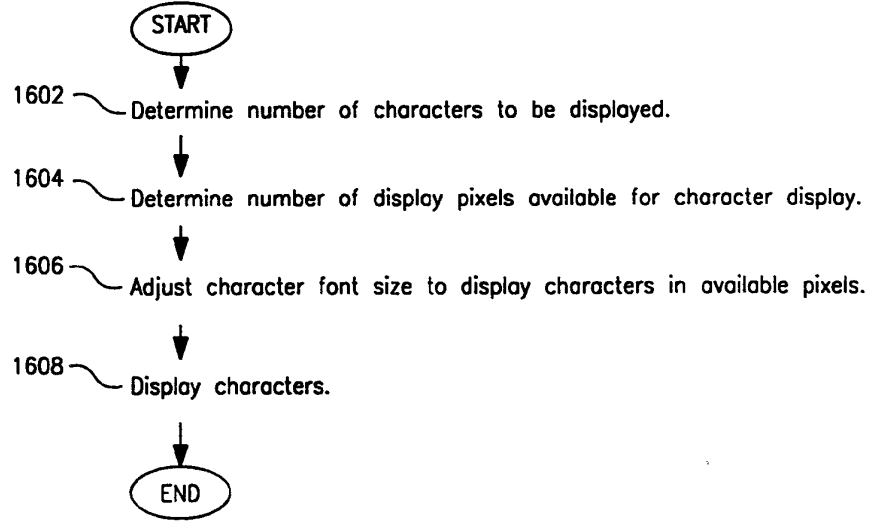 START
1602 Determine number of characters to be displayed.
1604 Determine number of display pixels available for character display.
1606 Adjust character font size to display characters in available pixels.
1608 Display characters.
END